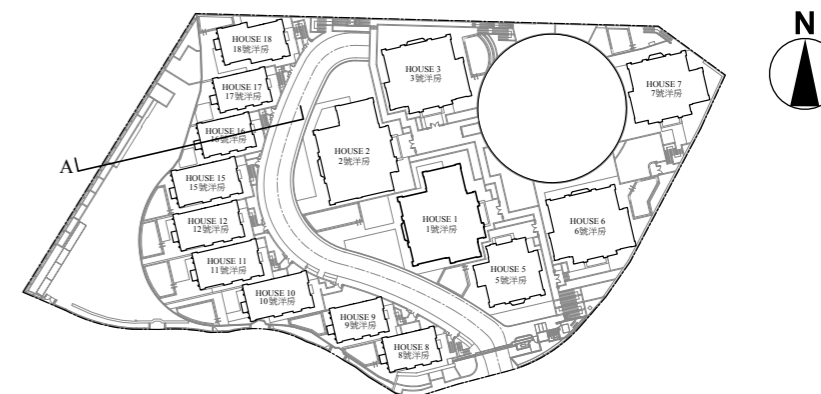 N
HOUSE 18
18號洋房
HOUSE 17
17號洋房
HOUSE 16
16號洋房
HOUSE 15
15號洋房
HOUSE 12
12號洋房
HOUSE 11
11號洋房
HOUSE 10
10號洋房
HOUSE 9
9號洋房
HOUSE 8
8號洋房
HOUSE 3
3號洋房
HOUSE 2
2號洋房
HOUSE 1
1號洋房
HOUSE 5
5號洋房
HOUSE 6
6號洋房
HOUSE 7
7號洋房
A